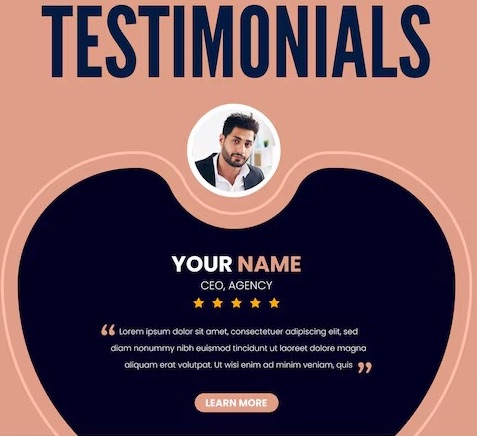 TESTIMONIALS
YOUR NAME
CEO, AGENCY
“ Lorem ipsum dolor sit amet, consectetuer adipiscing elit, sed
diam nonummy nibh euismod tincidunt ut laoreet dolore magna
aliquam erat volutpat. Ut wisi enim ad minim veniam, quis ”
LEARN MORE